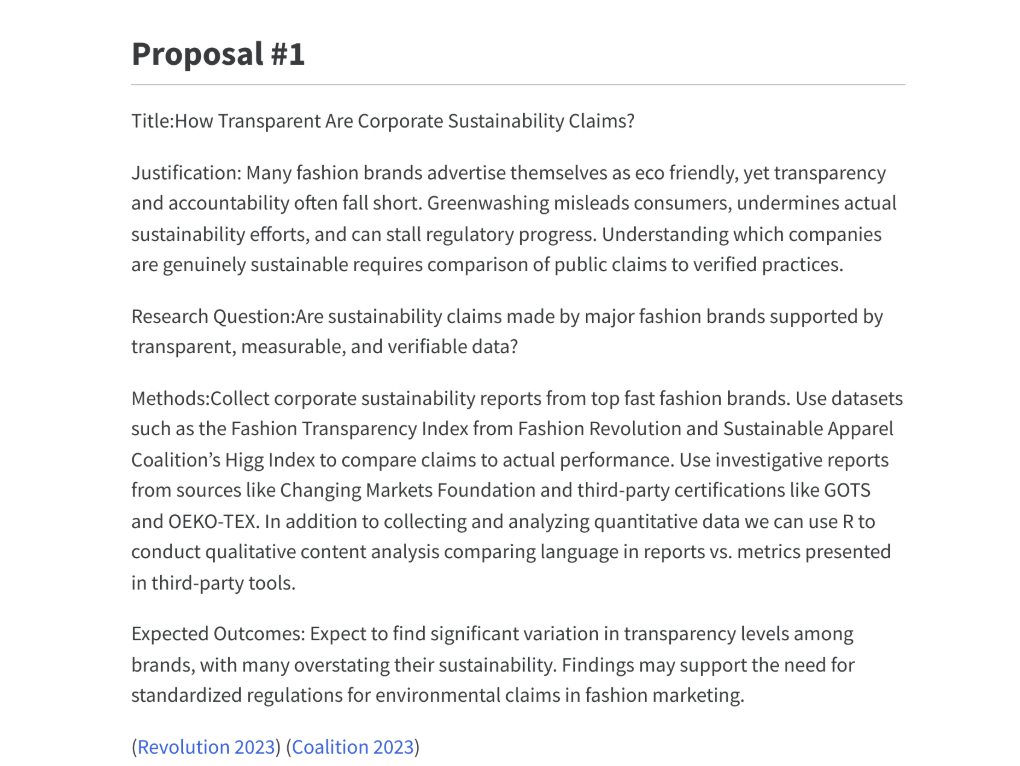 Proposal #1
Title:How Transparent Are Corporate Sustainability Claims?
Justification: Many fashion brands advertise themselves as eco friendly, yet transparency
and accountability often fall short. Greenwashing misleads consumers, undermines actual
sustainability efforts, and can stall regulatory progress. Understanding which companies
are genuinely sustainable requires comparison of public claims to verified practices.
Research Question:Are sustainability claims made by major fashion brands supported by
transparent, measurable, and verifiable data?
Methods:Collect corporate sustainability reports from top fast fashion brands. Use datasets
such as the Fashion Transparency Index from Fashion Revolution and Sustainable Apparel
Coalition’s Higg Index to compare claims to actual performance. Use investigative reports
from sources like Changing Markets Foundation and third-party certifications like GOTS
and OEKO-TEX. In addition to collecting and analyzing quantitative data we can use R to
conduct qualitative content analysis comparing language in reports vs. metrics presented
in third-party tools.
Expected Outcomes: Expect to find significant variation in transparency levels among
brands, with many overstating their sustainability. Findings may support the need for
standardized regulations for environmental claims in fashion marketing.
(Revolution 2023) (Coalition 2023)